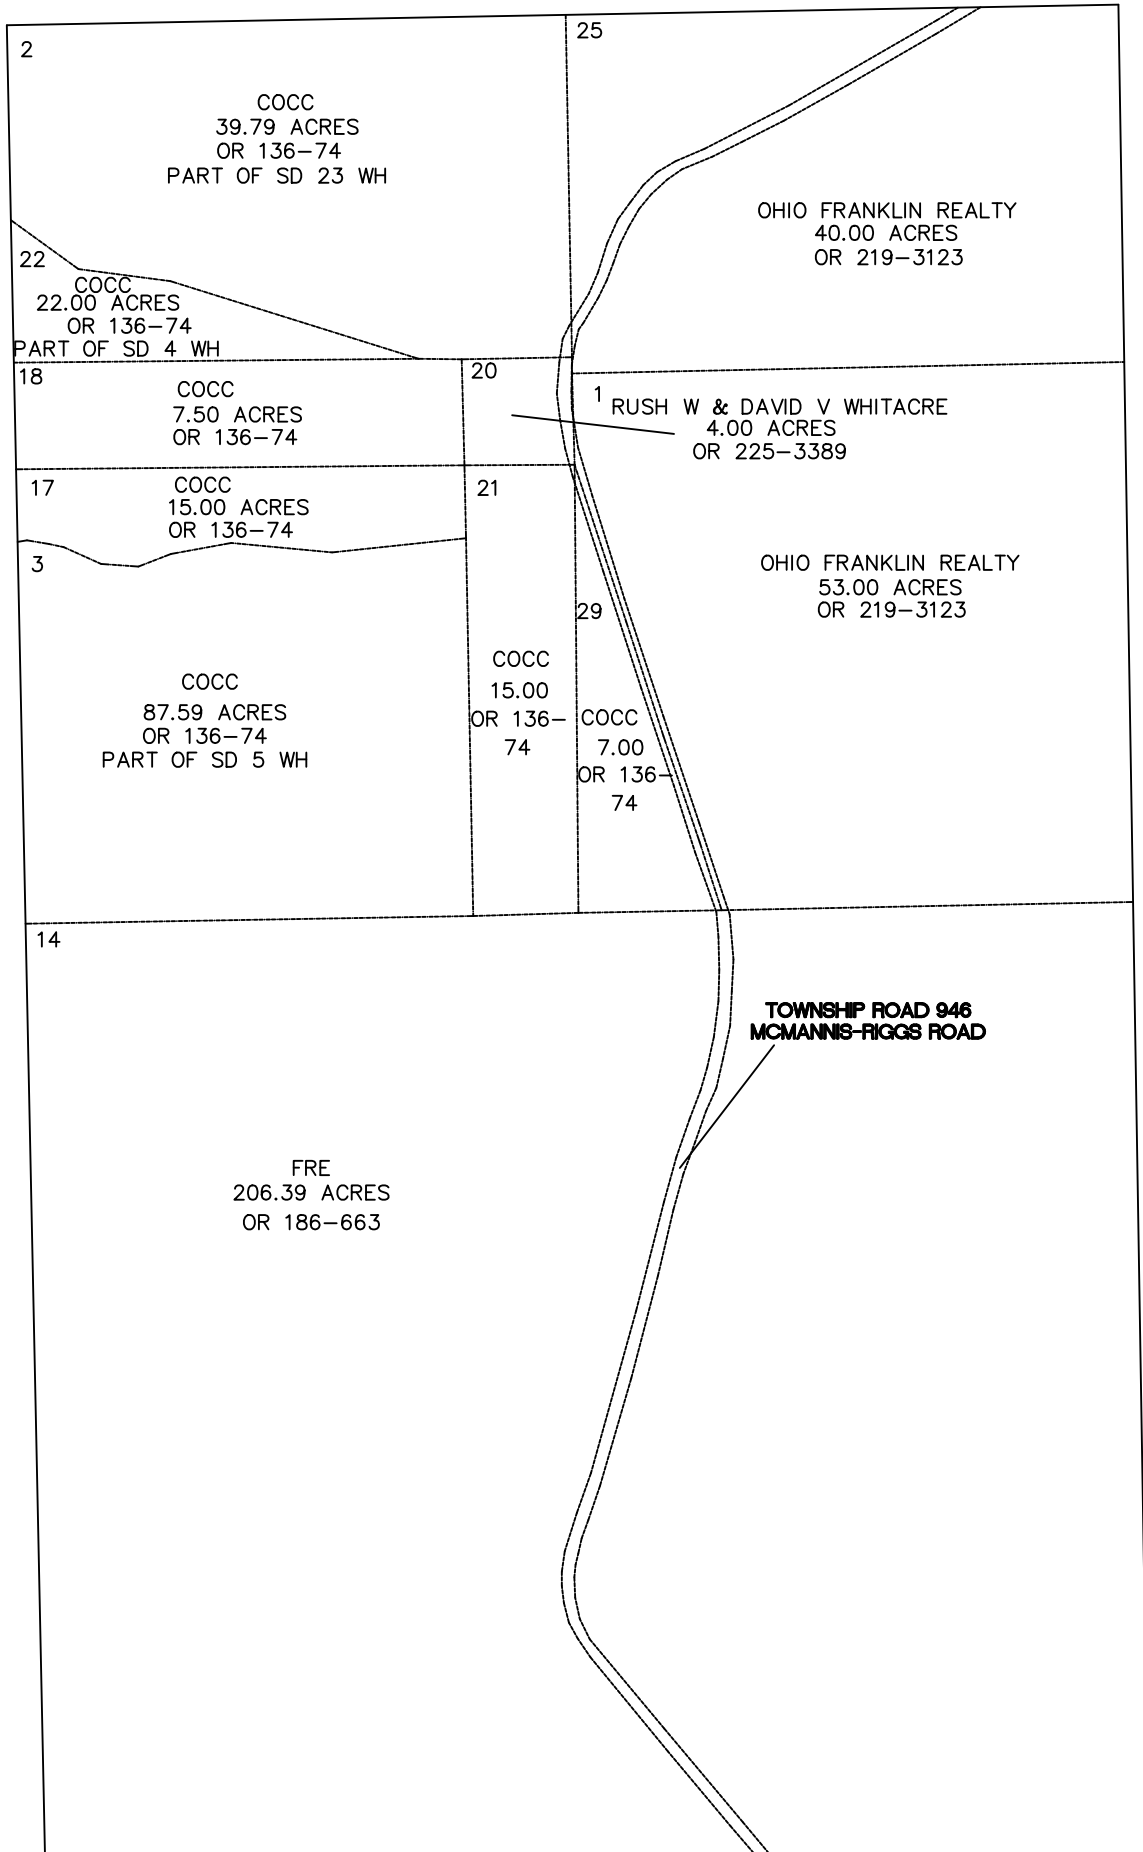 2
COCC
39.79 ACRES
OR 136-74
PART OF SD 23 WH
25
OHIO FRANKLIN REALTY
40.00 ACRES
OR 219-3123
22
COCC
22.00 ACRES
OR 136-74
PART OF SD 4 WH
18
COCC
7.50 ACRES
OR 136-74
20
1
RUSH W & DAVID V WHITACRE
4.00 ACRES
OR 225-3389
17
COCC
15.00 ACRES
OR 136-74
21
3
COCC
87.59 ACRES
OR 136-74
PART OF SD 5 WH
COCC
15.00
OR 136-
74
29
COCC
7.00
OR 136-
74
OHIO FRANKLIN REALTY
53.00 ACRES
OR 219-3123
14
TOWNSHIP ROAD 946
MCMANNIS-RIGGS ROAD
FRE
206.39 ACRES
OR 186-663